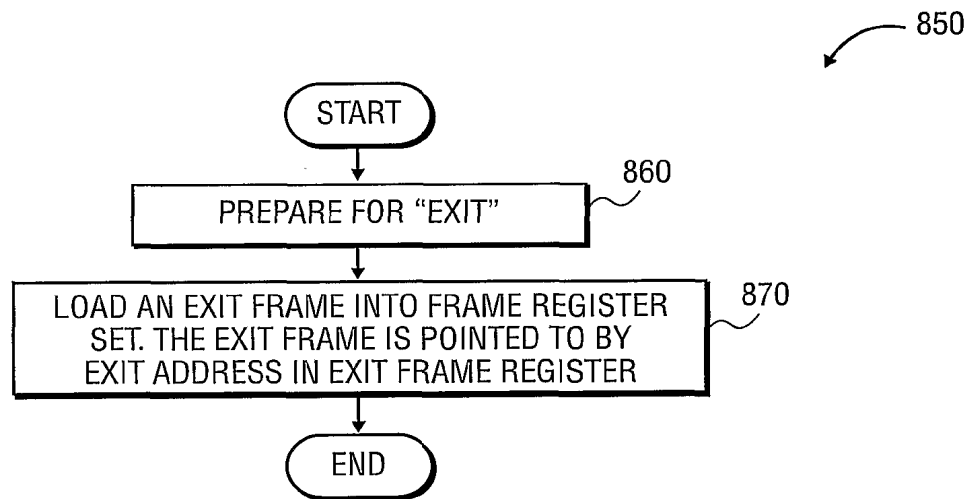 850
START
860
PREPARE FOR “EXIT”
870
LOAD AN EXIT FRAME INTO FRAME REGISTER
SET. THE EXIT FRAME IS POINTED TO BY
EXIT ADDRESS IN EXIT FRAME REGISTER
END